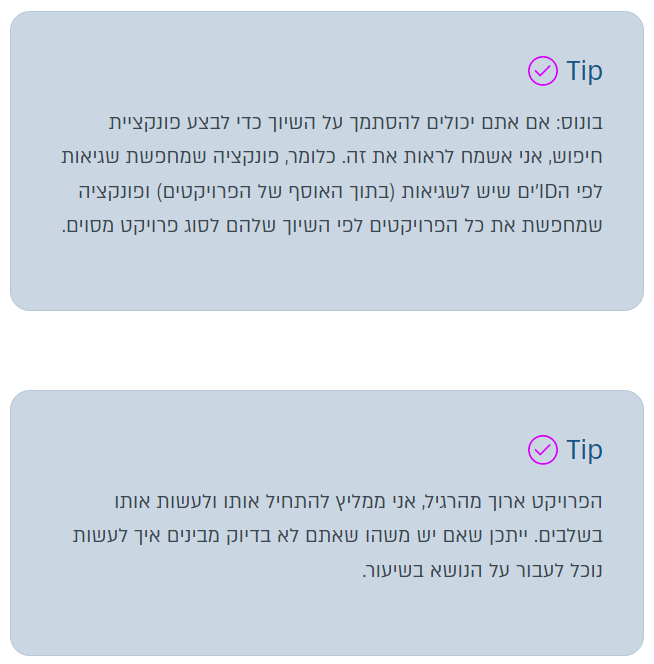 Tip
בונוס: אם אתם יכולים להסתמך על השיוך כדי לבצע פונקציית
חיפוש, אני אשמח לראות את זה. כלומר, פונקציה שמחפשת שגיאות
לפי הID'ים שיש לשגיאות (בתוך האוסף של הפרויקטים) ופונקציה
שמחפשת את כל הפרויקטים לפי השיוך שלהם לסוג פרויקט מסוים.
Tip
הפרויקט ארוך מהרגיל, אני ממליץ להתחיל אותו ולעשות אותו
בשלבים. ייתכן שאם יש משהו שאתם לא בדיוק מבינים איך לעשות
נוכל לעבור על הנושא בשיעור.